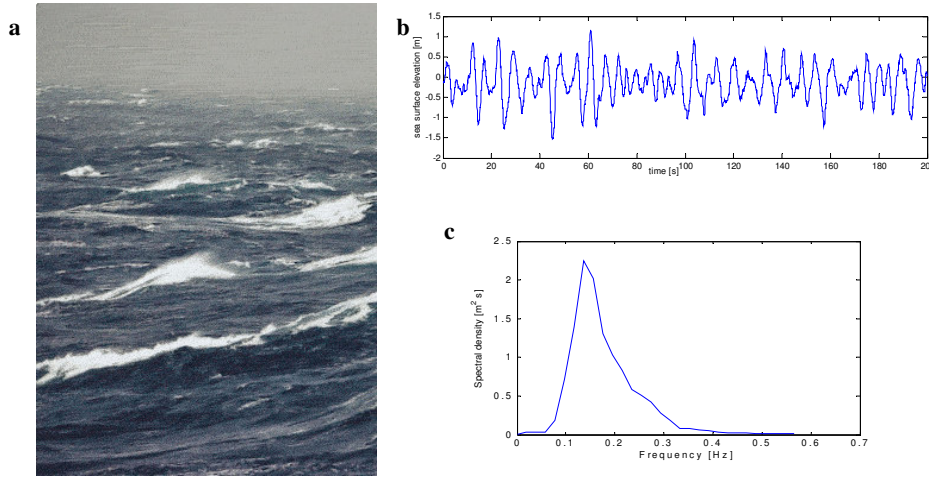 a
b
sea surface elevation [m]
1.5
1
0.5
0
-0.5
-1
-1.5
-2
0 20 40 60 80 100 120 140 160 180 200
time [s]
c
Spectral density [m² s]
2.5
2
1.5
1
0.5
0
0 0.1 0.2 0.3 0.4 0.5 0.6 0.7
Frequency [Hz]